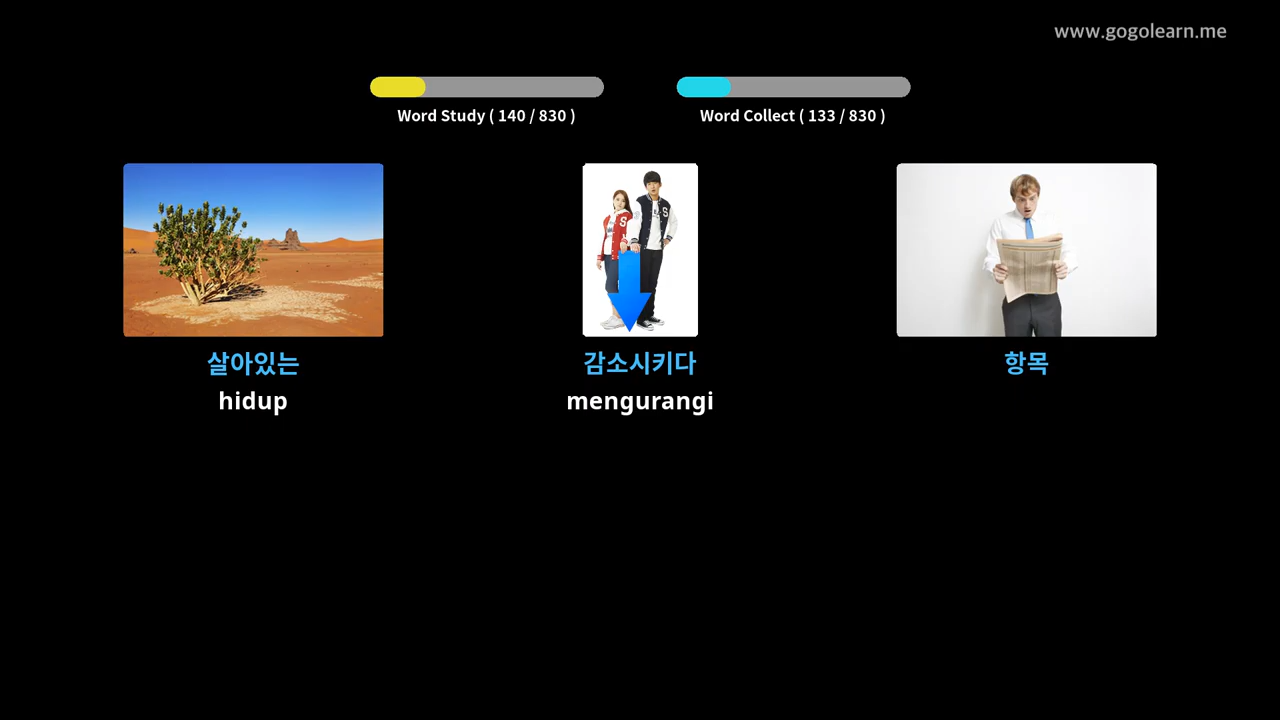 www.gogolearn.me
Word Study ( 140 / 830 )
Word Collect ( 133 / 830 )
살아있는
hidup
감소시키다
mengurangi
항목
S
S